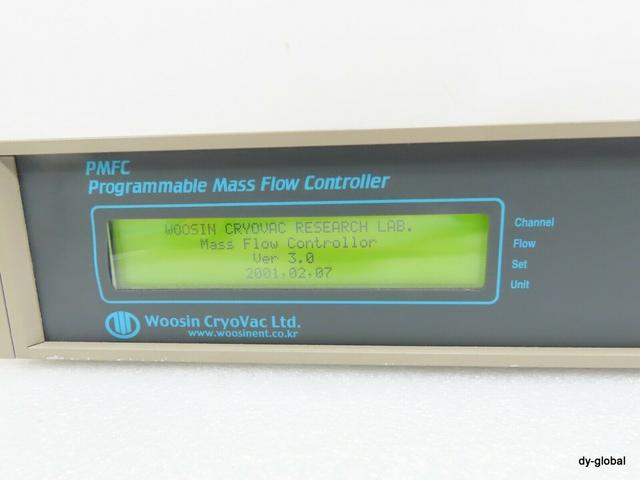 PMFC
Programmable Mass Flow Controller
WOOSIN CRYOVAC RESEARCH LAB.
Mass Flow Controllor
Ver 3.0
2001,02,07
Channel
Flow
Set
Unit
Woosin CryoVac Ltd.
www.woosinent.co.kr
dy-global